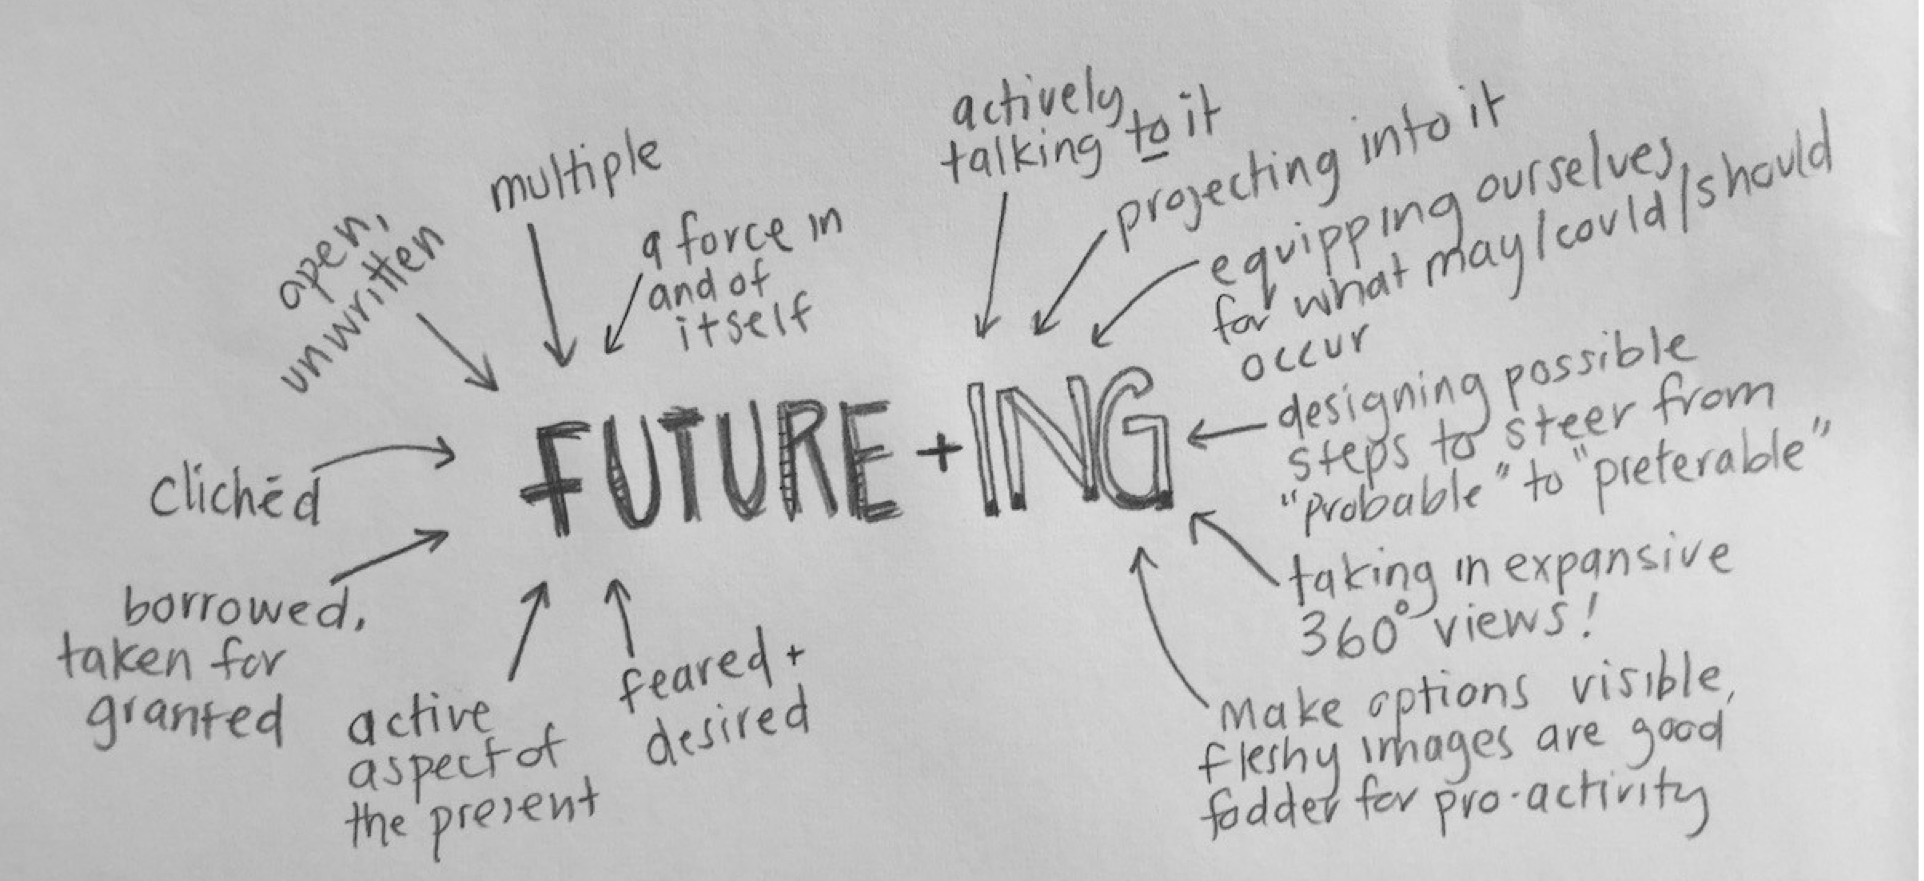 open,
unwritten
multiple
a force in
and of
itself
Clichéd
borrowed,
taken for
granted
active
aspect of
the present
feared +
desired
FUTURE + ING
actively
talking to it
projecting into it
equipping ourselves
for what may/could/should
occur
designing possible
steps to steer from
"probable" to "preferable"
taking in expansive
360° views!
Make options visible,
fleshy images are good
fodder for pro-activity